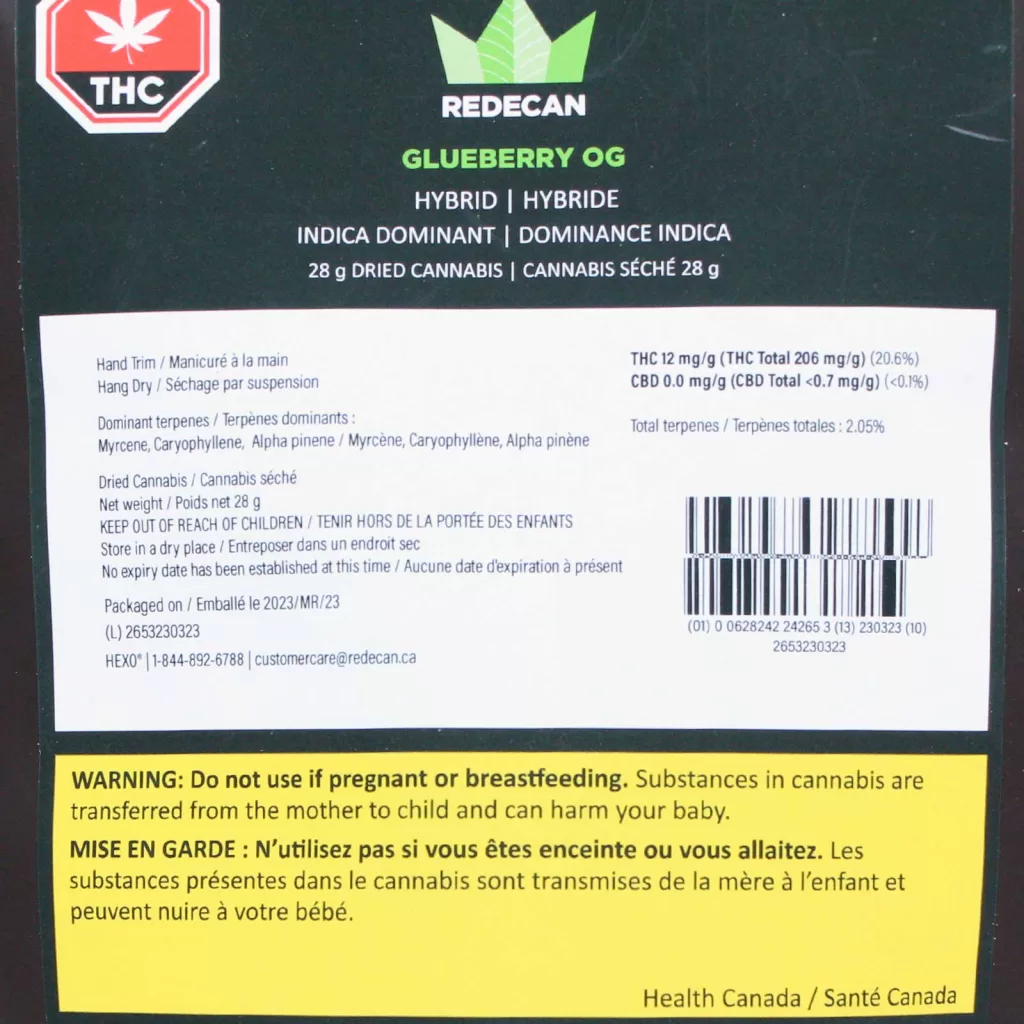 THC
REDECAN
GLUEBERRY OG
HYBRID | HYBRIDE
INDICA DOMINANT | DOMINANCE INDICA
28 g DRIED CANNABIS | CANNABIS SÉCHÉ 28 g
Hand Trim / Manicuré à la main
Hang Dry / Séchage par suspension
Dominant terpenes / Terpènes dominants :
Myrcene, Caryophyllene, Alpha pinene / Myrcène, Caryophyllène, Alpha pinène
Dried Cannabis / Cannabis séché
Net weight / Poids net 28 g
KEEP OUT OF REACH OF CHILDREN / TENIR HORS DE LA PORTÉE DES ENFANTS
Store in a dry place / Entreposer dans un endroit sec
No expiry date has been established at this time / Aucune date d'expiration à présent
Packaged on / Emballé le 2023/MR/23
(L) 2653230323
HEXO® | 1-844-892-6788 | customercare@redecan.ca
THC 12 mg/g (THC Total 206 mg/g) (20.6%)
CBD 0.0 mg/g (CBD Total <0.7 mg/g) (<0.1%)
Total terpenes / Terpènes totales : 2.05%
(01) 0 0628242 24265 3 (13) 230323 (10)
2653230323
WARNING: Do not use if pregnant or breastfeeding. Substances in cannabis are
transferred from the mother to child and can harm your baby.
MISE EN GARDE : N'utilisez pas si vous êtes enceinte ou vous allaitez. Les
substances présentes dans le cannabis sont transmises de la mère à l'enfant et
peuvent nuire à votre bébé.
Health Canada / Santé Canada